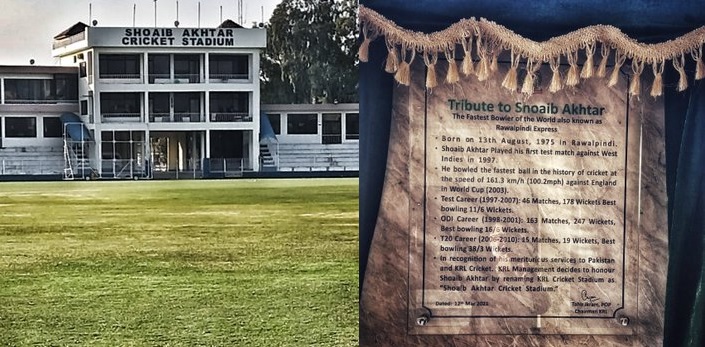 SHOAIB AKHTAR
CRICKET STADIUM
Tribute to Shoaib Akhtar
The Fastest Bowler of the World also known as
Rawalpindi Express
• Born on 13th August, 1975 in Rawalpindi.
• Shoaib Akhtar Played his first test match against West
Indies in 1997.
• He bowled the fastest ball in the history of cricket at
the speed of 161.3 km/h (100.2mph) against England
in World Cup (2003).
• Test Career (1997-2007): 46 Matches, 178 Wickets Best
bowling 11/6 Wickets.
• ODI Career (1998-2001): 163 Matches, 247 Wickets,
Best bowling 16/6 Wickets.
• T20 Career (2006-2010): 15 Matches, 19 Wickets, Best
bowling 38/3 Wickets.
• In recognition of his meritorious services to Pakistan
and KRL Cricket, KRL Management decides to honour
Shoaib Akhtar by renaming KRL Cricket Stadium as
"Shoaib Akhtar Cricket Stadium."
Dated: 12th Mar 2021
Tahir Ikram,
Chairman KRL